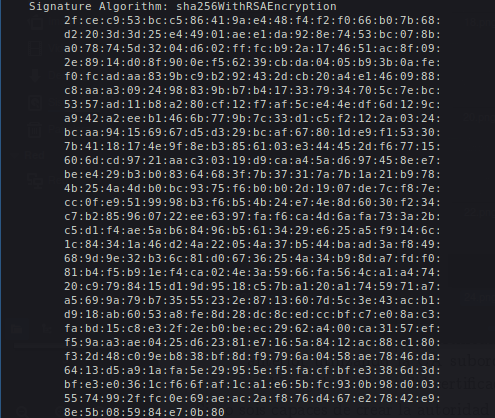 Signature Algorithm: sha256WithRSAEncryption
2f:ce:c9:53:bc:c5:86:41:9a:e4:48:f4:f2:f0:66:b0:7b:68:
d2:20:3d:3d:25:e4:49:01:ae:e1:da:92:8e:74:53:bc:07:8b:
a0:78:74:5d:32:04:d6:02:ff:fc:b9:2a:17:46:51:ac:8f:09:
2e:89:14:d0:8f:90:0e:f5:62:39:cb:da:04:05:b9:3b:0a:fe:
f0:fc:ad:aa:83:9b:c9:b2:92:43:2d:cb:20:a4:e1:46:09:88:
c8:aa:a3:09:24:98:83:9b:b7:b4:17:33:79:34:70:5c:7e:bc:
53:57:ad:11:b8:a2:80:cf:12:f7:af:5c:e4:4e:df:6d:12:9c:
a9:42:a2:ee:b1:46:6b:77:9b:7c:33:d1:c5:f2:12:2a:03:24:
bc:aa:94:15:69:67:d5:d3:29:bc:af:67:80:1d:e9:f1:53:30:
7b:41:18:17:4e:9f:8e:b3:85:61:03:e3:44:45:2d:f6:77:15:
60:6d:cd:97:21:aa:c3:03:19:d9:ca:a4:5a:d6:97:45:8e:e7:
be:e4:29:b3:b0:83:64:68:3f:7b:37:31:7a:7b:1a:21:b9:78:
4b:25:4a:4d:b0:bc:93:75:f6:b0:b0:2d:19:07:de:7c:f8:7e:
cc:0f:e9:51:99:98:b3:f6:b5:4b:24:e7:4e:8d:60:30:f2:34:
c7:b2:85:96:07:22:ee:63:97:fa:f6:ca:4d:6a:fa:73:3a:2b:
c5:d1:f4:ae:5a:b6:84:96:b5:61:34:29:e6:25:a5:f9:14:6c:
1c:84:34:1a:46:d2:4a:22:05:4a:37:b5:44:ba:ad:3a:f8:49:
68:9d:9e:32:b3:6c:81:d0:67:36:25:4a:34:b9:8d:a7:fd:f0:
81:b4:f5:b9:1e:f4:ca:02:4e:3a:59:66:fa:56:4c:a1:a4:74:
20:c9:79:84:15:d1:9d:95:18:c5:7b:a1:20:a1:74:59:71:a7:
a5:69:9a:79:b7:35:55:23:2e:87:13:60:7d:5c:3e:43:ac:b1:
d9:18:ab:60:53:a8:fe:8d:28:dc:8c:ed:cc:bf:c7:e0:8a:c3:
fa:bd:15:c8:e3:2f:2e:b0:be:ec:29:62:a4:00:ca:31:57:ef:
f5:9a:a3:ae:04:25:d6:23:81:e7:16:5a:84:12:ac:88:c1:80:
f3:2d:48:c0:9e:b8:38:bf:8d:f9:79:6a:04:58:ae:78:46:da:
64:13:d5:a9:1a:fa:5e:29:95:5e:f5:fa:cf:bf:e3:38:6d:3d:
bf:e3:e0:36:1c:f6:6f:af:1c:a1:e6:5b:fc:93:0b:98:d0:03:
55:74:99:2f:fc:0e:69:ae:ac:2a:f8:76:d4:67:e2:78:42:e9:
8e:5b:08:59:84:e7:0b:80